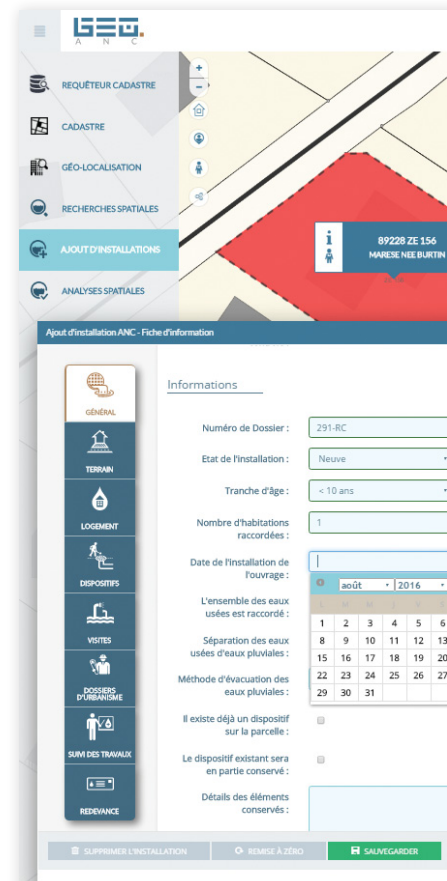 GEO.
A N C
REQUÊTEUR CADASTRE
CADASTRE
GÉO-LOCALISATION
RECHERCHES SPATIALES
AJOUT D'INSTALLATIONS
ANALYSES SPATIALES
89228 ZE 156
MARESE NEE BURTIN
Ajout d'installation ANC - Fiche d'information
GÉNÉRAL
TERRAIN
LOGEMENT
DISPOSITIFS
VISITES
DOSSIERS
D'URBANISME
SUIVI DES TRAVAUX
REDEVANCE
Informations
Numéro de Dossier :
291-RC
Etat de l'installation :
Neuve
Tranche d'âge :
< 10 ans
Nombre d'habitations
raccordées :
1
Date de l'installation de
l'ouvrage :
août 2016
L M M J V S
1 2 3 4 5 6
8 9 10 11 12 13
15 16 17 18 19 20
22 23 24 25 26 27
29 30 31
L'ensemble des eaux
usées est raccordé :
Séparation des eaux
usées d'eaux pluviales :
Méthode d'évacuation des
eaux pluviales :
Il existe déjà un dispositif
sur la parcelle :
Le dispositif existant sera
en partie conservé :
Détails des éléments
conservés :
SUPPRIMER L'INSTALLATION
REMISE À ZÉRO
SAUVEGARDER